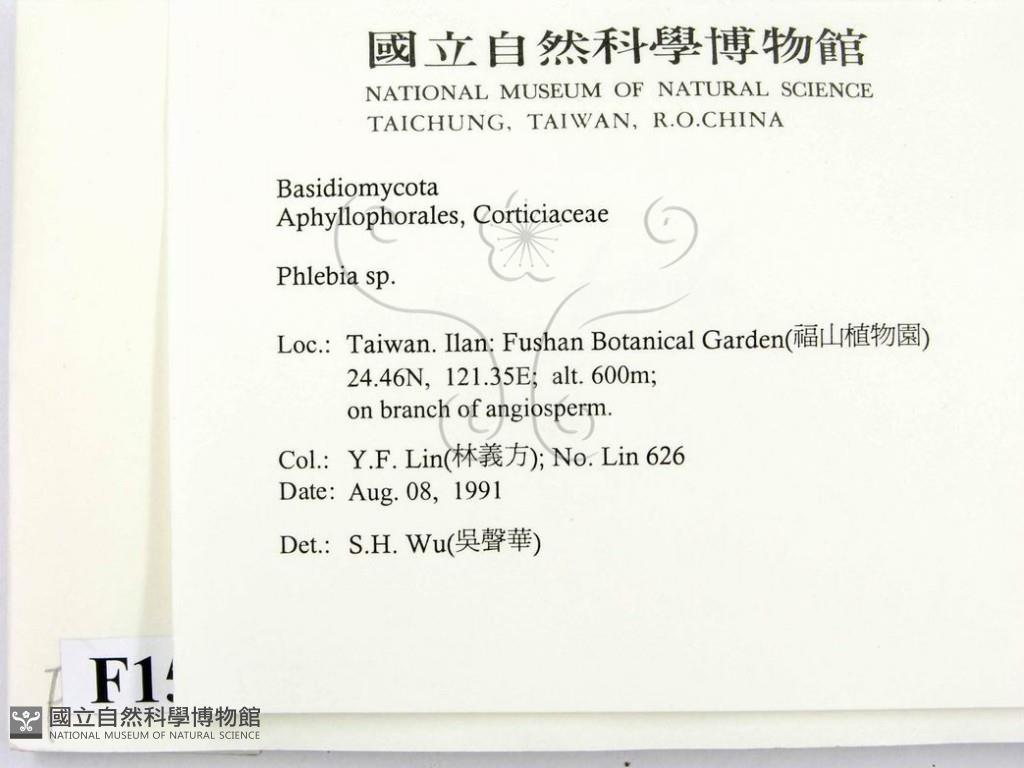 國立自然科學博物館
NATIONAL MUSEUM OF NATURAL SCIENCE
TAICHUNG, TAIWAN, R.O.CHINA
Basidiomycota
Aphyllophorales, Corticiaceae
Phlebia sp.
Loc.: Taiwan. Ilan: Fushan Botanical Garden(福山植物園)
24.46N, 121.35E; alt. 600m;
on branch of angiosperm.
Col.: Y.F. Lin(林義方); No. Lin 626
Date: Aug. 08, 1991
Det.: S.H. Wu(吳聲華)
F15
國立自然科學博物館
NATIONAL MUSEUM OF NATURAL SCIENCE